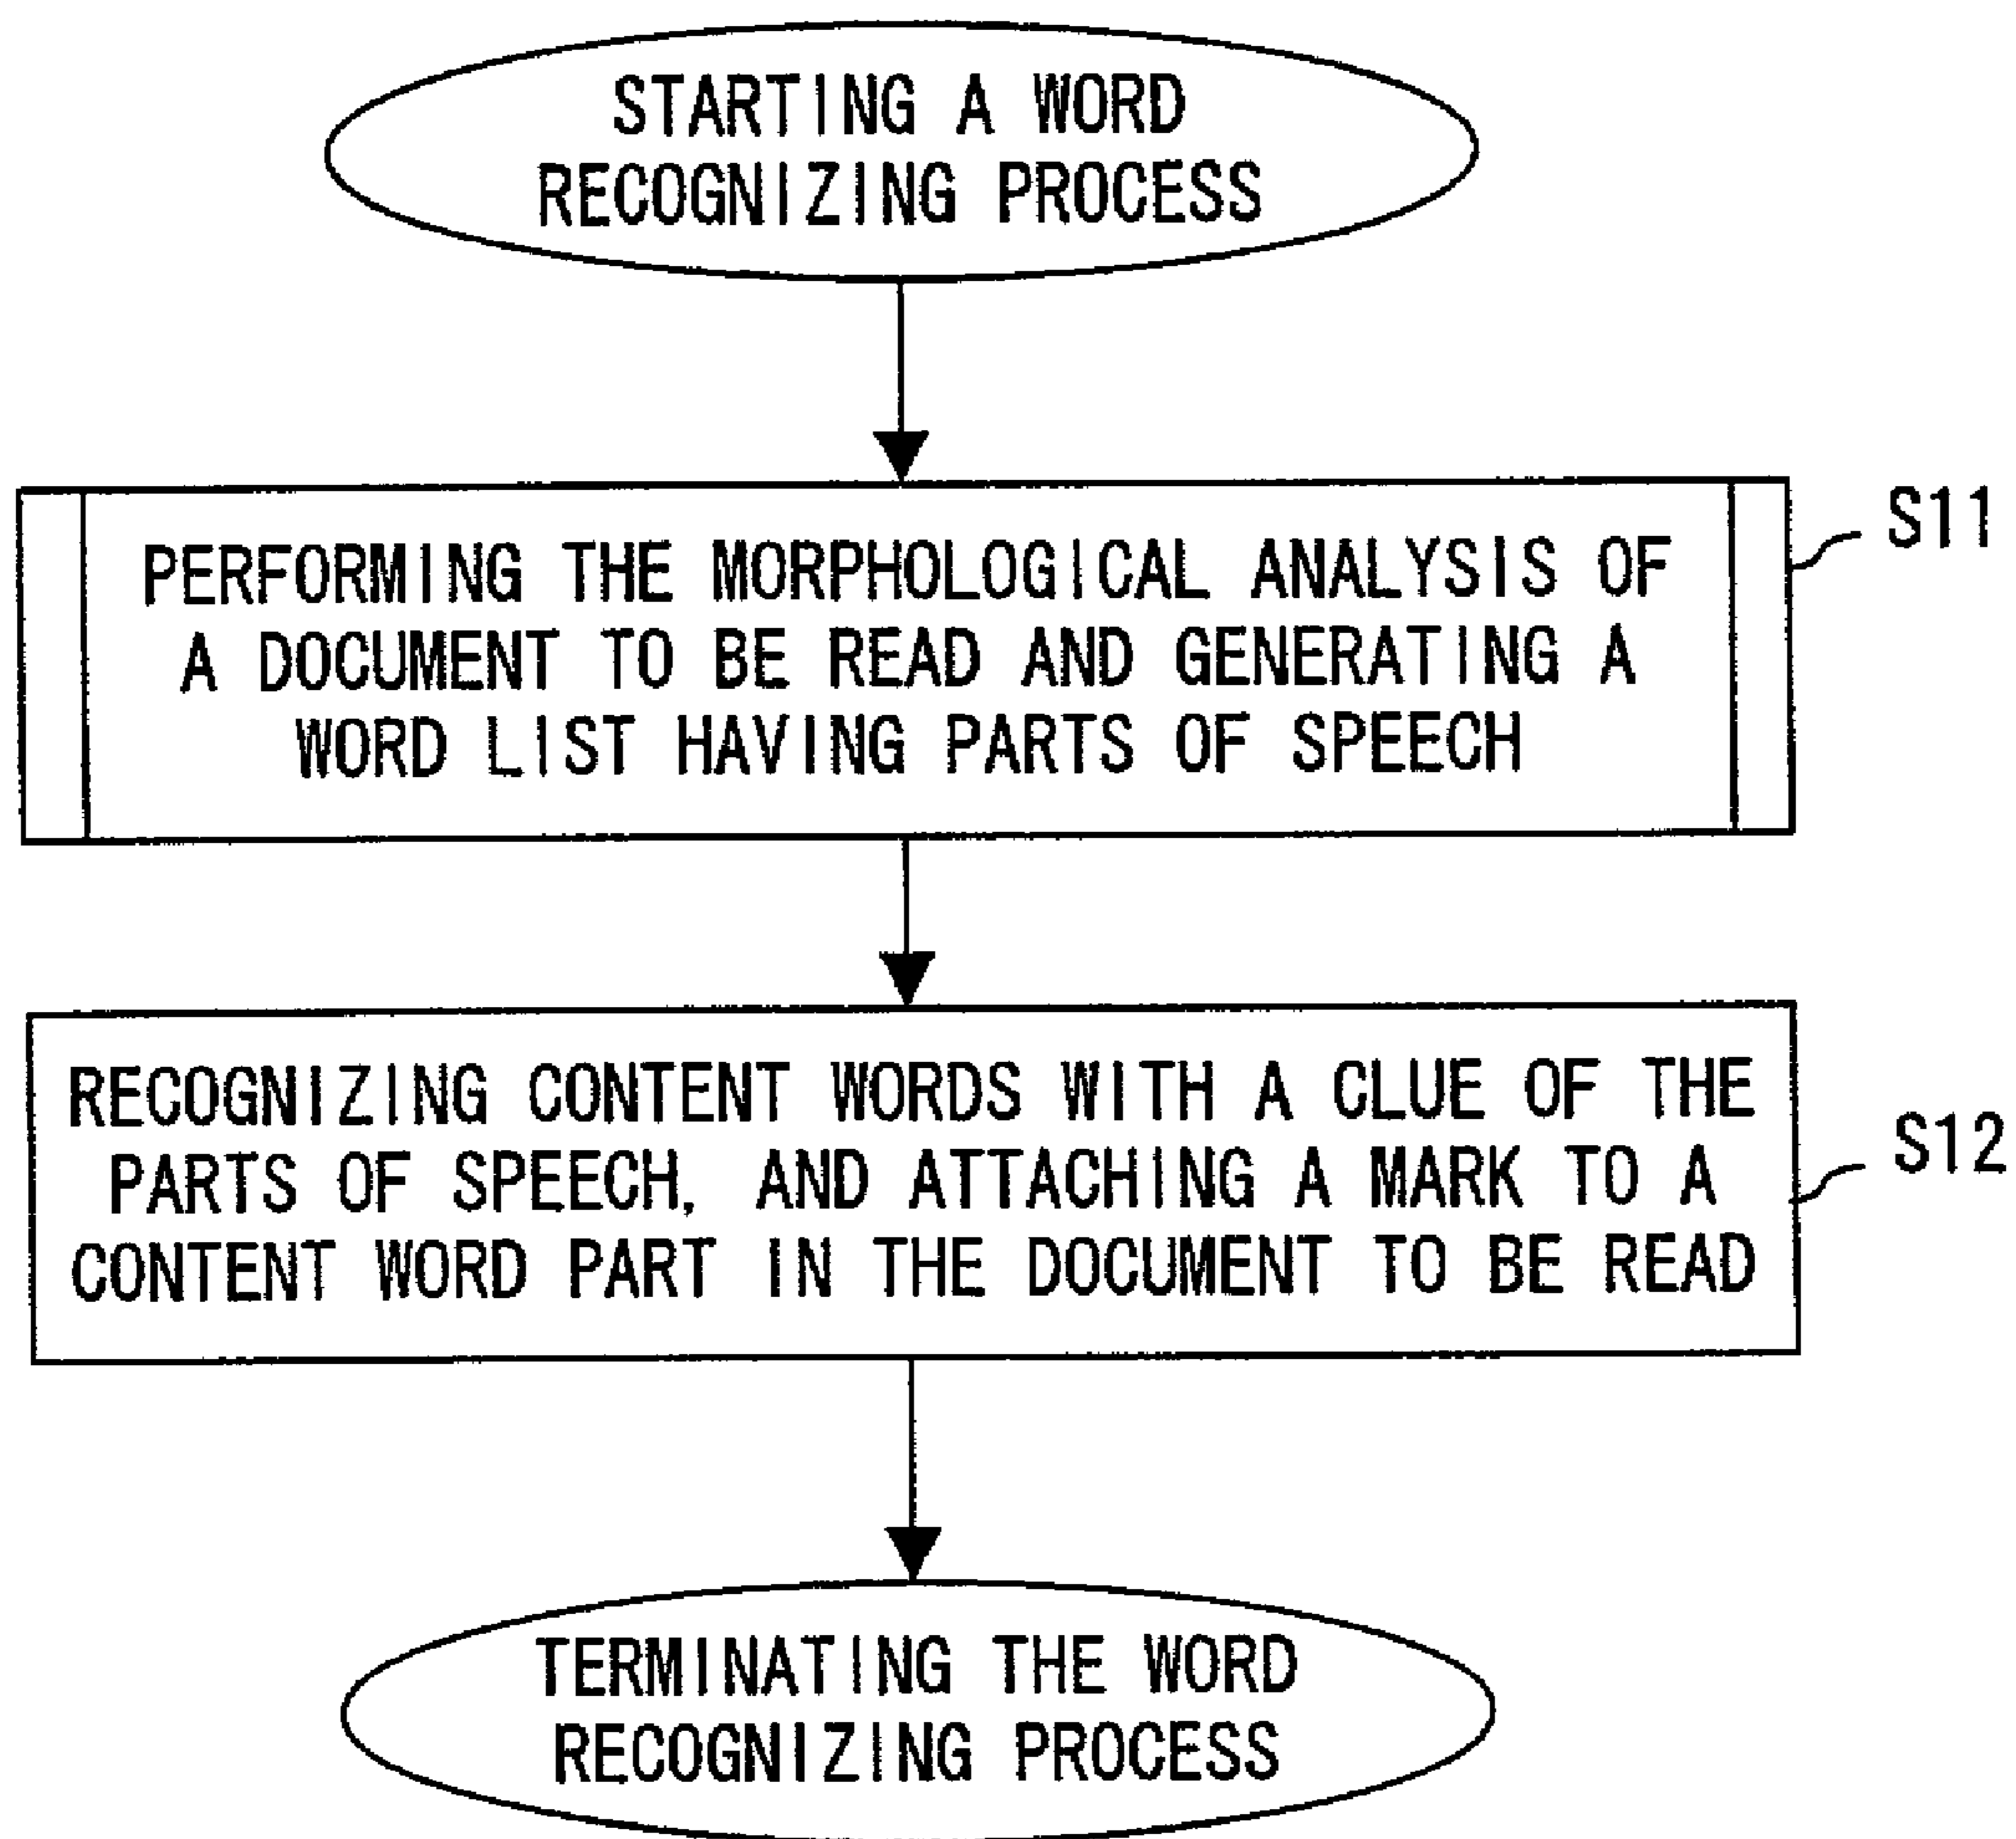 STARTING A WORD
RECOGNIZING PROCESS
S11
PERFORMING THE MORPHOLOGICAL ANALYSIS OF
A DOCUMENT TO BE READ AND GENERATING A
WORD LIST HAVING PARTS OF SPEECH
RECOGNIZING CONTENT WORDS WITH A CLUE OF THE
PARTS OF SPEECH, AND ATTACHING A MARK TO A
CONTENT WORD PART IN THE DOCUMENT TO BE READ
S12
TERMINATING THE WORD
RECOGNIZING PROCESS